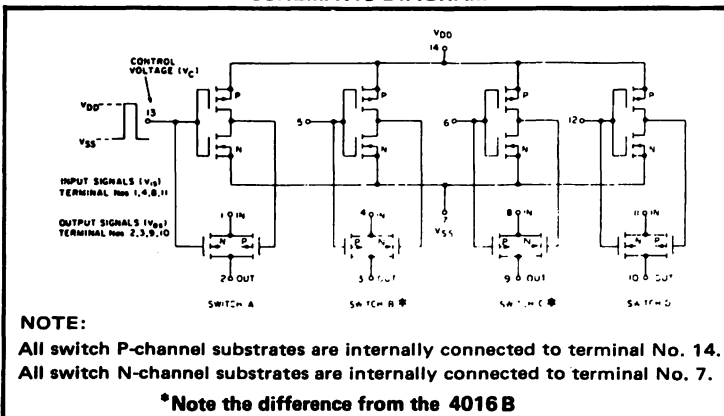 VDD
14
CONTROL
VOLTAGE (VC)
VDD
VSS
13
P
N
5
P
N
6
P
N
12
P
N
INPUT SIGNALS (Vis)
TERMINAL Nos 1,4,8,11
OUTPUT SIGNALS (Vos)
TERMINAL Nos 2,3,9,10
7
VSS
1 IN
N P
2 OUT
SWITCH A
4 IN
P N
3 OUT
SWITCH B *
8 IN
P N
9 OUT
SWITCH C *
11 IN
N P
10 OUT
SWITCH D
NOTE:
All switch P-channel substrates are internally connected to terminal No. 14.
All switch N-channel substrates are internally connected to terminal No. 7.
*Note the difference from the 4016B